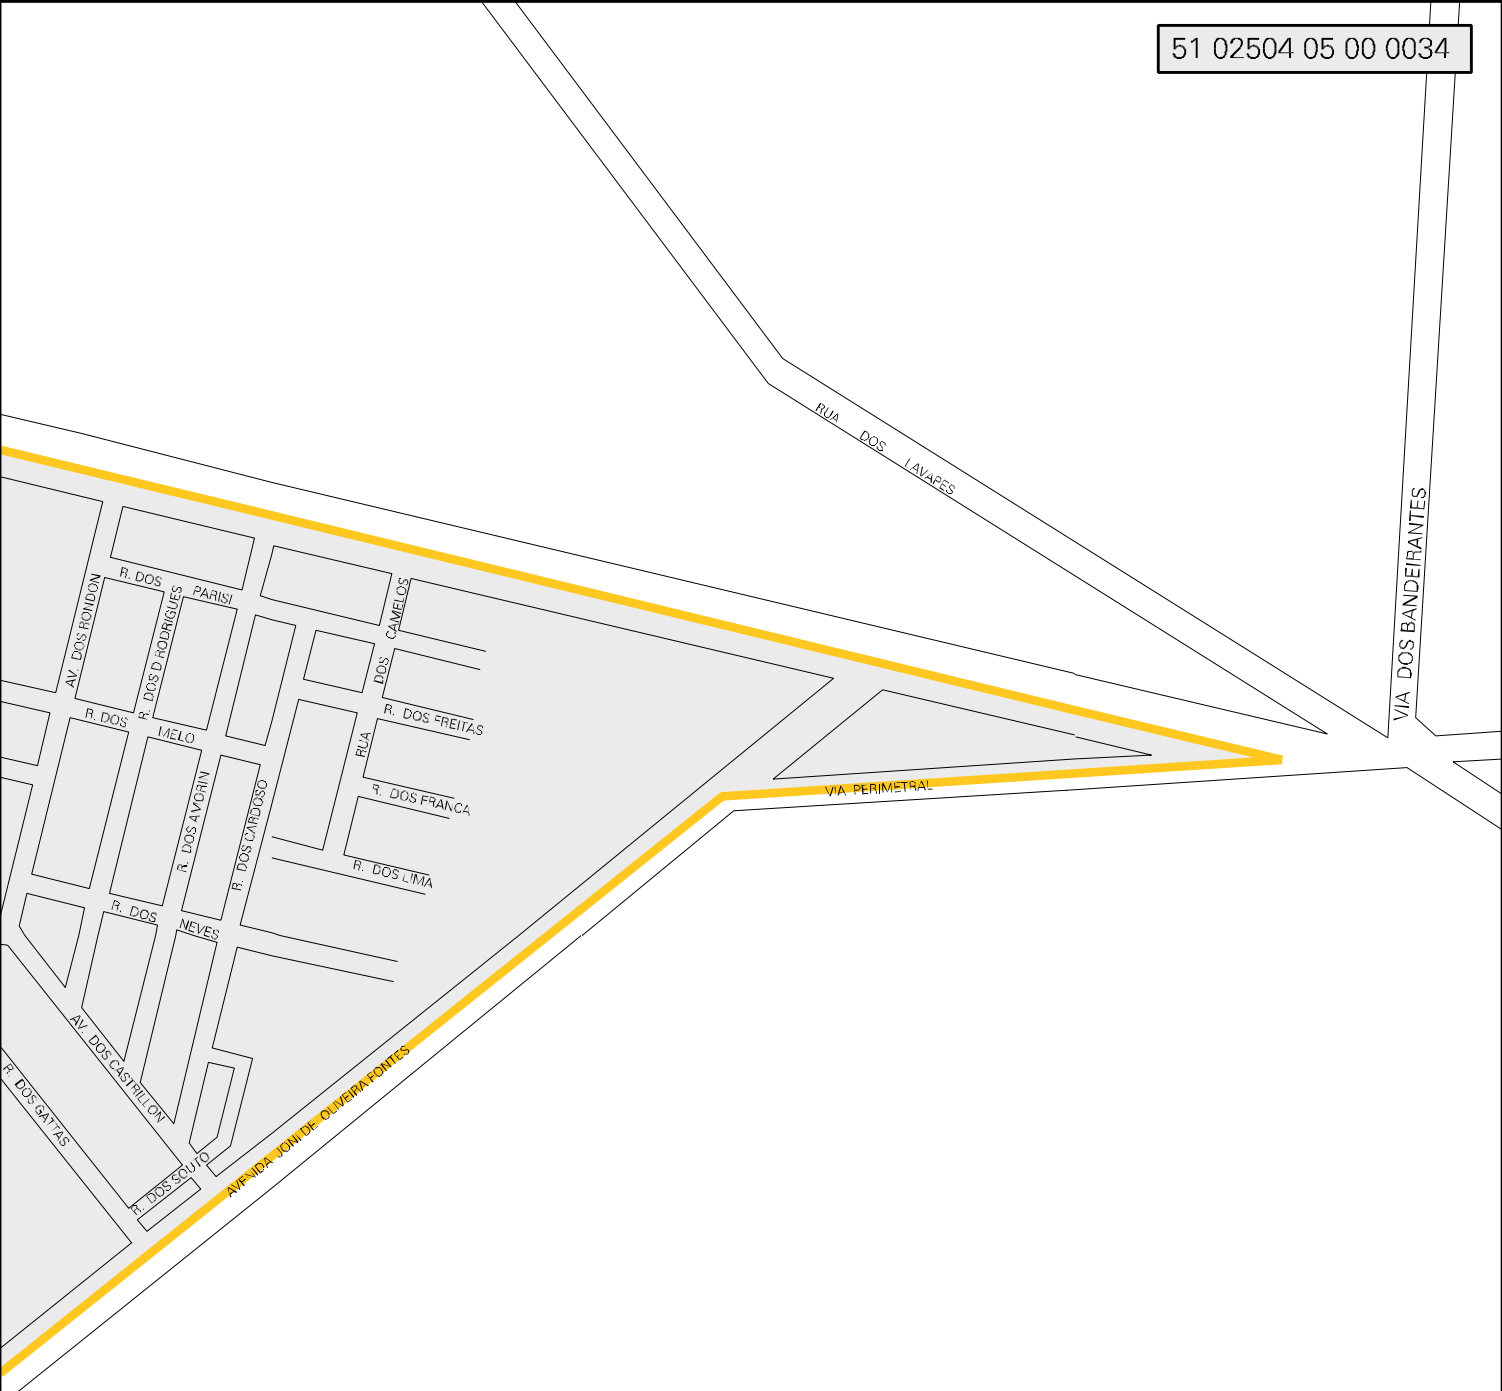 51 02504 05 00 0034
RUA DOS LAVAPES
VIA DOS BANDEIRANTES
R. DOS PARISI
AV. DOS RONDON
R. DOS D RODRIGUES
RUA DOS CAMELOS
R. DOS FREITAS
R. DOS MELO
R. DOS AMORIN
R. DOS CARDOSO
R. DOS FRANCA
VIA PERIMETRAL
R. DOS LIMA
R. DOS NEVES
AV. DOS CASTRILLON
R. DOS GATTAS
R. DOS SOUTO
AVENIDA JONI DE OLIVEIRA FONTES